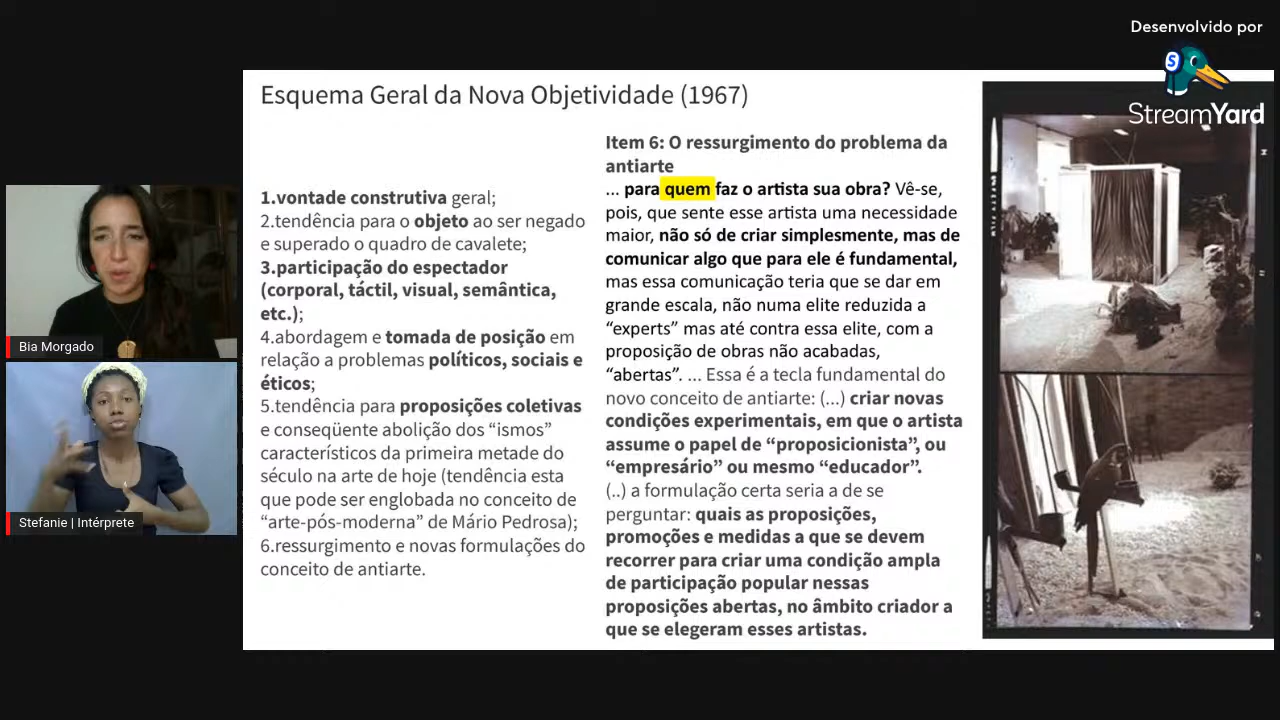 Desenvolvido por
StreamYard
Esquema Geral da Nova Objetividade (1967)
1.vontade construtiva geral;
2.tendência para o objeto ao ser negado
e superado o quadro de cavalete;
3.participação do espectador
(corporal, táctil, visual, semântica,
etc.);
4.abordagem e tomada de posição em
relação a problemas políticos, sociais e
éticos;
5.tendência para proposições coletivas
e conseqüente abolição dos “ismos”
característicos da primeira metade do
século na arte de hoje (tendência esta
que pode ser englobada no conceito de
“arte-pós-moderna” de Mário Pedrosa);
6.ressurgimento e novas formulações do
conceito de antiarte.
Item 6: O ressurgimento do problema da
antiarte
... para quem faz o artista sua obra? Vê-se,
pois, que sente esse artista uma necessidade
maior, não só de criar simplesmente, mas de
comunicar algo que para ele é fundamental,
mas essa comunicação teria que se dar em
grande escala, não numa elite reduzida a
“experts” mas até contra essa elite, com a
proposição de obras não acabadas,
“abertas”. ... Essa é a tecla fundamental do
novo conceito de antiarte: (...) criar novas
condições experimentais, em que o artista
assume o papel de “proposicionista”, ou
“empresário” ou mesmo “educador”.
(..) a formulação certa seria a de se
perguntar: quais as proposições,
promoções e medidas a que se devem
recorrer para criar uma condição ampla
de participação popular nessas
proposições abertas, no âmbito criador a
que se elegeram esses artistas.
Bia Morgado
Stefanie | Intérprete